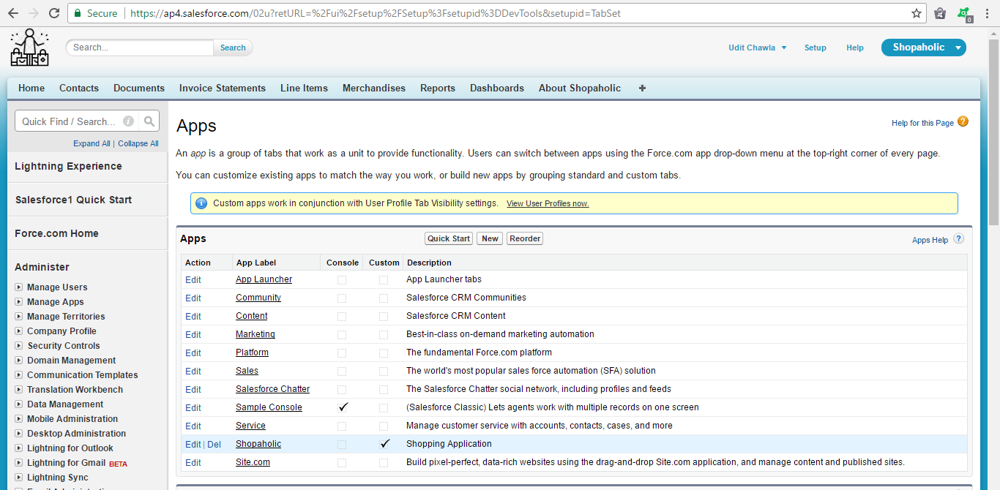 Secure https://ap4.salesforce.com/02u?retURL=%2Fui%2Fsetup%2FSetup%3Fsetupid%3DDevTools&setupid=TabSet
0
Search... Search
Udit Chawla Setup Help Shopaholic
Home Contacts Documents Invoice Statements Line Items Merchandises Reports Dashboards About Shopaholic +
Quick Find / Search... i
Expand All | Collapse All
Lightning Experience
Salesforce1 Quick Start
Force.com Home
Administer
Manage Users
Manage Apps
Manage Territories
Company Profile
Security Controls
Domain Management
Communication Templates
Translation Workbench
Data Management
Mobile Administration
Desktop Administration
Lightning for Outlook
Lightning for Gmail BETA
Lightning Sync
Apps
Help for this Page ?
An app is a group of tabs that work as a unit to provide functionality. Users can switch between apps using the Force.com app drop-down menu at the top-right corner of every page.
You can customize existing apps to match the way you work, or build new apps by grouping standard and custom tabs.
i Custom apps work in conjunction with User Profile Tab Visibility settings. View User Profiles now.
Apps Quick Start New Reorder Apps Help ?
Action App Label Console Custom Description
Edit App Launcher App Launcher tabs
Edit Community Salesforce CRM Communities
Edit Content Salesforce CRM Content
Edit Marketing Best-in-class on-demand marketing automation
Edit Platform The fundamental Force.com platform
Edit Sales The world's most popular sales force automation (SFA) solution
Edit Salesforce Chatter The Salesforce Chatter social network, including profiles and feeds
Edit Sample Console ✓ (Salesforce Classic) Lets agents work with multiple records on one screen
Edit Service Manage customer service with accounts, contacts, cases, and more
Edit | Del Shopaholic ✓ Shopping Application
Edit Site.com Build pixel-perfect, data-rich websites using the drag-and-drop Site.com application, and manage content and published sites.